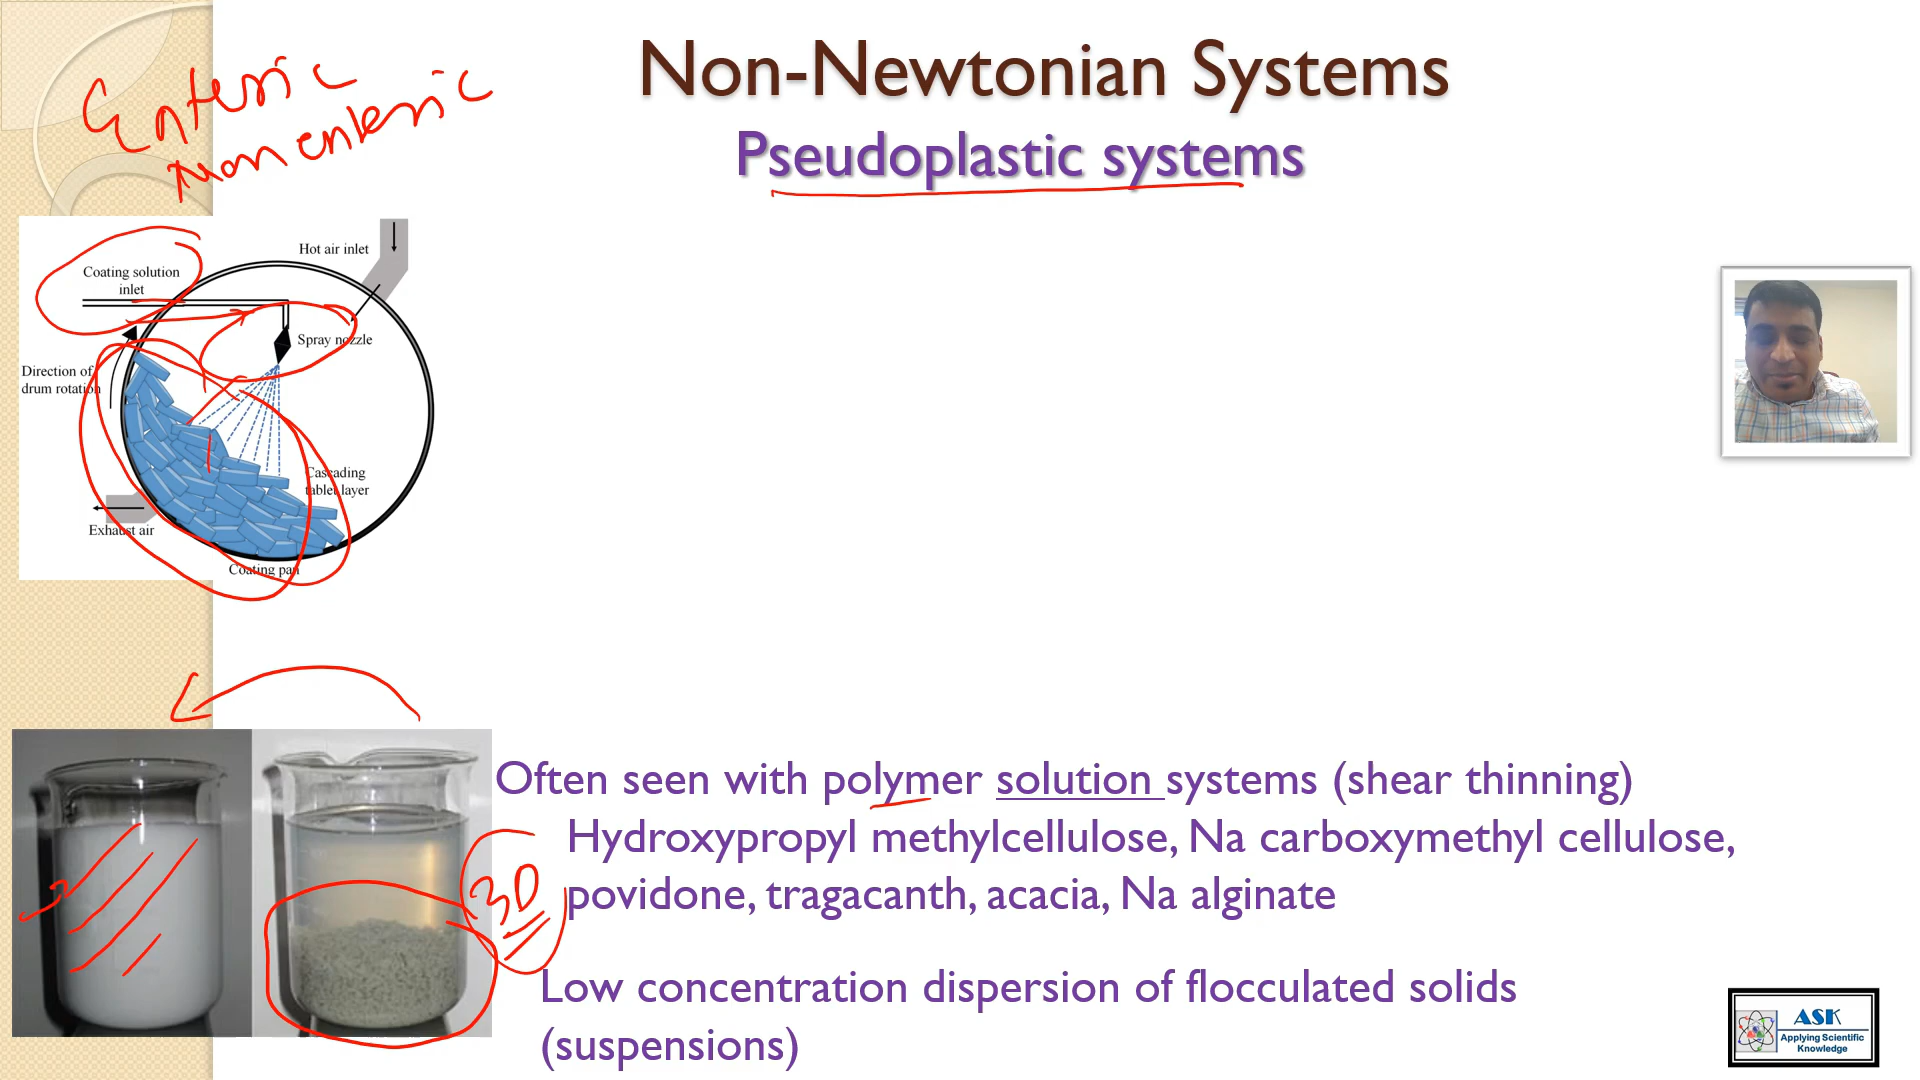 Non-Newtonian Systems
Pseudoplastic systems
Enteric
Non enteric
Hot air inlet
Coating solution
inlet
Spray nozzle
Direction of
drum rotation
Cascading
tablet layer
Exhaust air
Coating pan
Often seen with polymer solution systems (shear thinning)
Hydroxypropyl methylcellulose, Na carboxymethyl cellulose,
povidone, tragacanth, acacia, Na alginate
3D
Low concentration dispersion of flocculated solids
(suspensions)
ASK
Applying Scientific
Knowledge